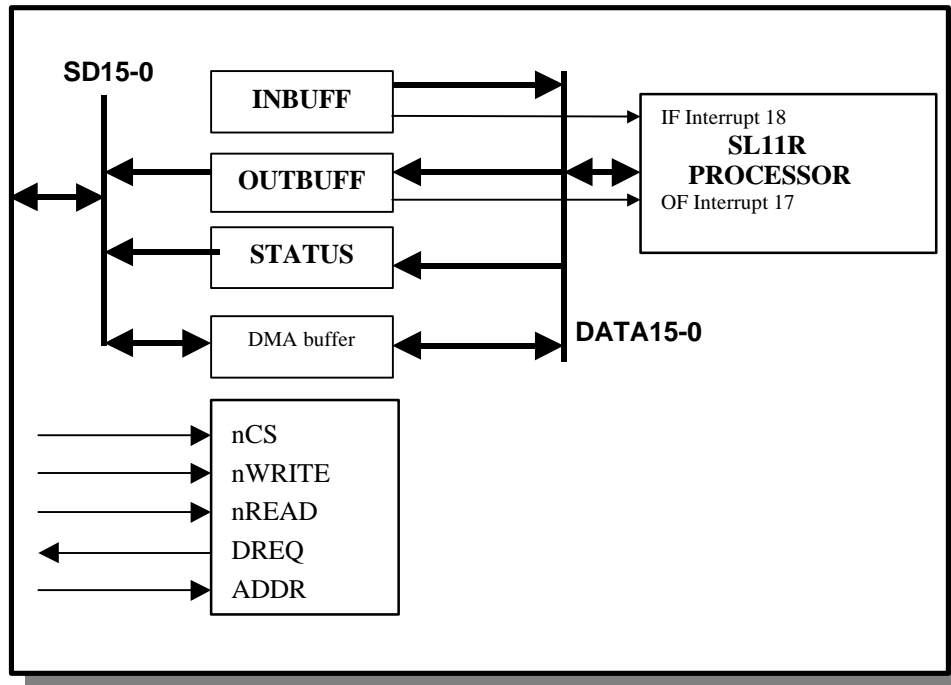 SD15-0
INBUFF
OUTBUFF
STATUS
DMA buffer
IF Interrupt 18
SL11R
PROCESSOR
OF Interrupt 17
DATA15-0
nCS
nWRITE
nREAD
DREQ
ADDR